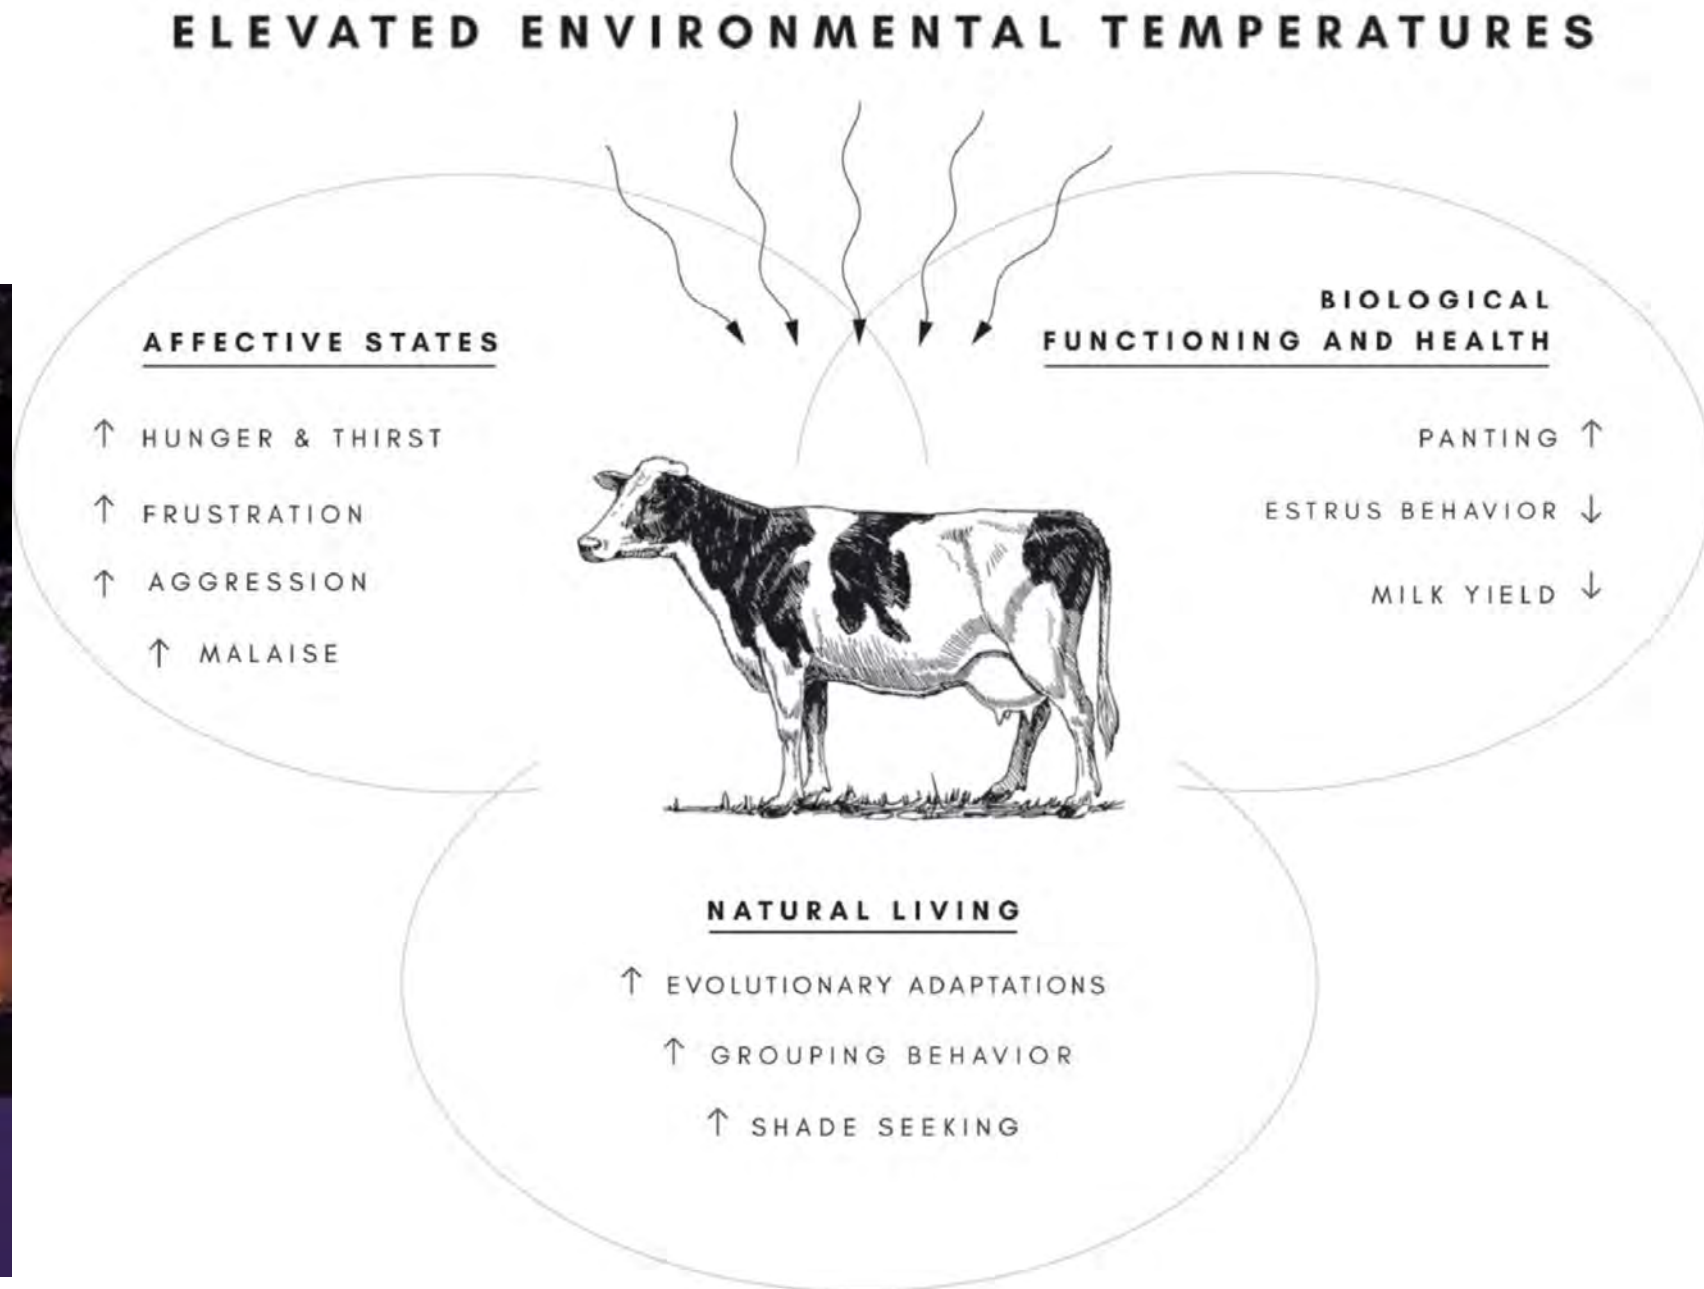 ELEVATED ENVIRONMENTAL TEMPERATURES
AFFECTIVE STATES
↑ HUNGER & THIRST
↑ FRUSTRATION
↑ AGGRESSION
↑ MALAISE
BIOLOGICAL
FUNCTIONING AND HEALTH
PANTING ↑
ESTRUS BEHAVIOR ↓
MILK YIELD ↓
NATURAL LIVING
↑ EVOLUTIONARY ADAPTATIONS
↑ GROUPING BEHAVIOR
↑ SHADE SEEKING